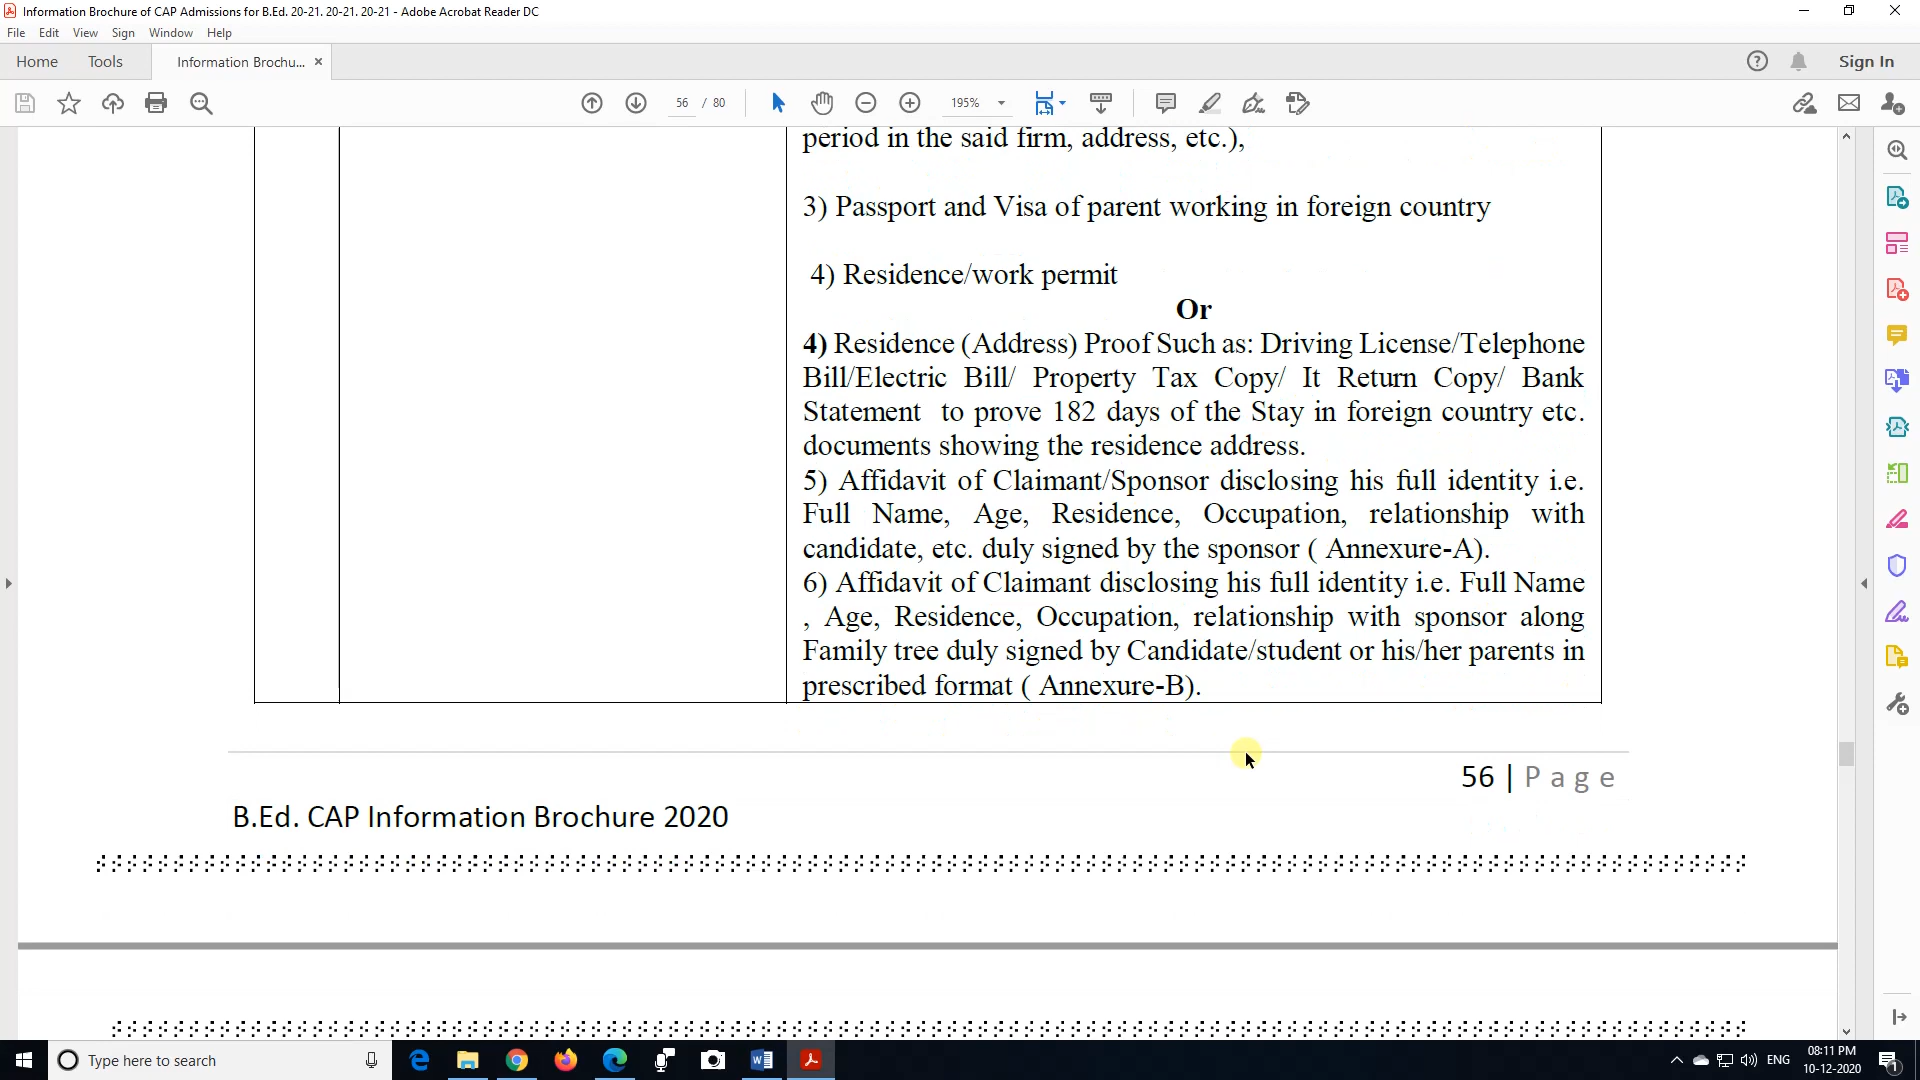 Information Brochure of CAP Admissions for B.Ed. 20-21. 20-21. 20-21 - Adobe Acrobat Reader DC
File Edit View Sign Window Help
Home Tools Information Brochu... Sign In
56 / 80 195%
period in the said firm, address, etc.),
3) Passport and Visa of parent working in foreign country
4) Residence/work permit
Or
4) Residence (Address) Proof Such as: Driving License/Telephone
Bill/Electric Bill/ Property Tax Copy/ It Return Copy/ Bank
Statement to prove 182 days of the Stay in foreign country etc.
documents showing the residence address.
5) Affidavit of Claimant/Sponsor disclosing his full identity i.e.
Full Name, Age, Residence, Occupation, relationship with
candidate, etc. duly signed by the sponsor ( Annexure-A).
6) Affidavit of Claimant disclosing his full identity i.e. Full Name
, Age, Residence, Occupation, relationship with sponsor along
Family tree duly signed by Candidate/student or his/her parents in
prescribed format ( Annexure-B).
56 | Page
B.Ed. CAP Information Brochure 2020
Type here to search
ENG
08:11 PM
10-12-2020
1